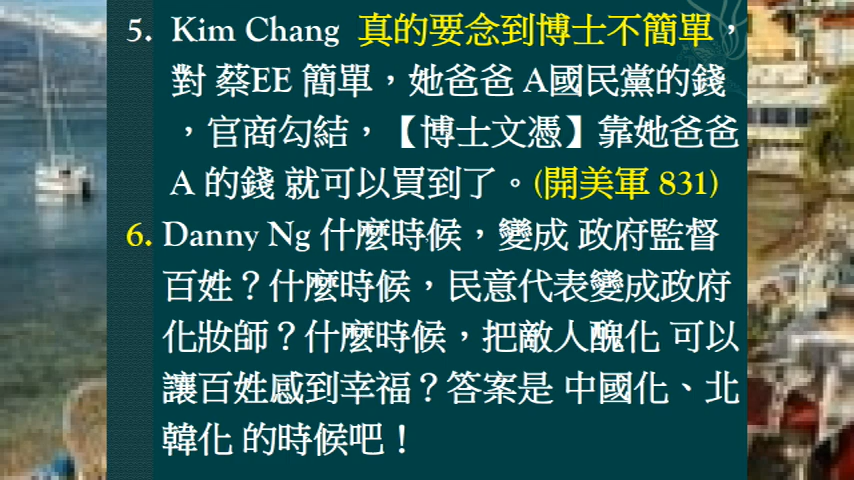 5. Kim Chang 真的要念到博士不簡單，
對 蔡EE 簡單，她爸爸 A國民黨的錢
，官商勾結，【博士文憑】靠她爸爸
A 的錢 就可以買到了。(開美軍 831)
6. Danny Ng 什麼時候，變成 政府監督
百姓？什麼時候，民意代表變成政府
化妝師？什麼時候，把敵人醜化 可以
讓百姓感到幸福？答案是 中國化、北
韓化 的時候吧！